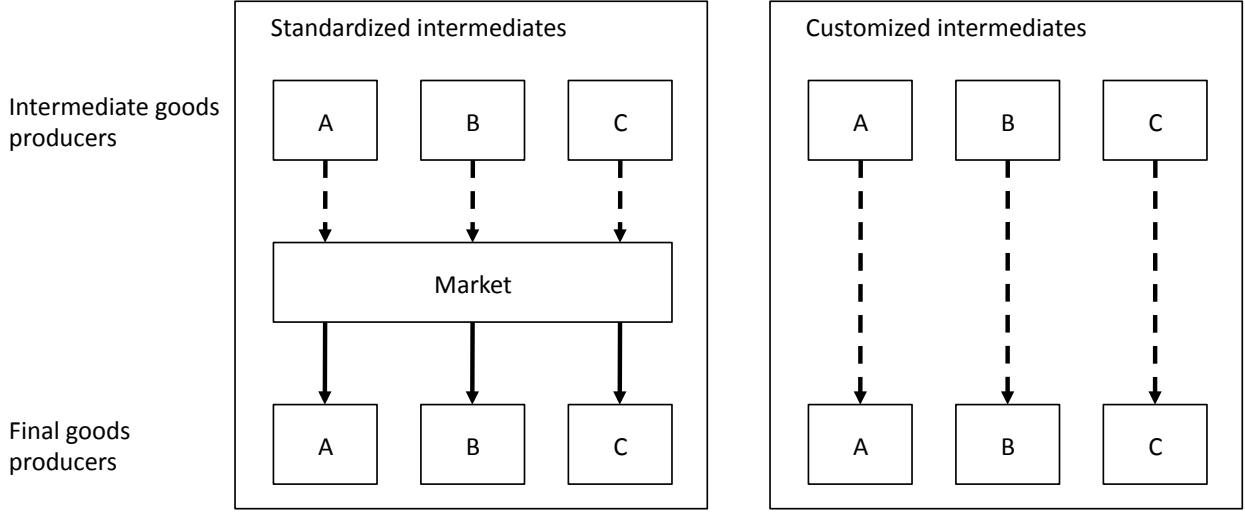 Standardized intermediates
Customized intermediates
Intermediate goods
producers
A
B
C
A
B
C
Market
Final goods
producers
A
B
C
A
B
C